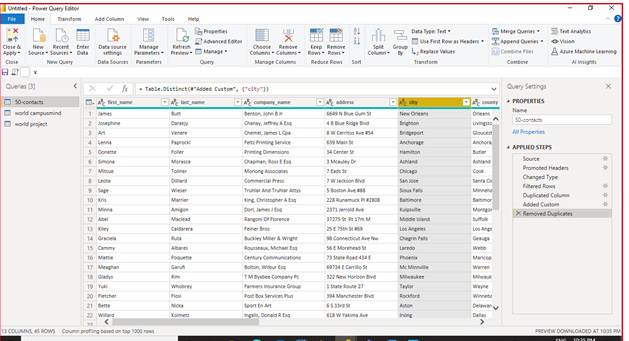 Untitled - Power Query Editor
File Home Transform Add Column View Tools Help
Close & Apply New Source Recent Sources Enter Data Data source settings Manage Parameters Refresh Preview Properties Advanced Editor Manage Choose Columns Remove Columns Keep Rows Remove Rows Split Column Group By Data Type: Text Use First Row as Headers Replace Values Merge Queries Append Queries Combine Files Text Analytics Vision Azure Machine Learning
Close New Query Data Sources Parameters Query Manage Columns Reduce Rows Sort Transform Combine AI Insights
Queries [3]
50-contacts
world campusmind
world project
= Table.Distinct(#"Added Custom", {"city"})
first_name last_name company_name address city county
1 James Butt Benton, John B Jr 6649 N Blue Gum St New Orleans Orleans
2 Josephine Darakjy Chanay, Jeffrey A Esq 4 B Blue Ridge Blvd Brighton Livingsto
3 Art Venere Chemel, James L Cpa 8 W Cerritos Ave #54 Bridgeport Gloucest
4 Lenna Paprocki Feltz Printing Service 639 Main St Anchorage Anchorag
5 Donette Foller Printing Dimensions 34 Center St Hamilton Butler
6 Simona Morasca Chapman, Ross E Esq 3 Mcauley Dr Ashland Ashland
7 Mitsue Tollner Morlong Associates 7 Eads St Chicago Cook
8 Leota Dilliard Commercial Press 7 W Jackson Blvd San Jose Santa Cla
9 Sage Wieser Truhlar And Truhlar Attys 5 Boston Ave #88 Sioux Falls Minneha
10 Kris Marrier King, Christopher A Esq 228 Runamuck Pl #2808 Baltimore Baltimor
11 Minna Amigon Dorl, James J Esq 2371 Jerrold Ave Kulpsville Montgon
12 Abel Maclead Rangoni Of Florence 37275 St Rt 17m M Middle Island Suffolk
13 Kiley Caldarera Feiner Bros 25 E 75th St #69 Los Angeles Los Ange
14 Graciela Ruta Buckley Miller & Wright 98 Connecticut Ave Nw Chagrin Falls Geauga
15 Cammy Albares Rousseaux, Michael Esq 56 E Morehead St Laredo Webb
16 Mattie Poquette Century Communications 73 State Road 434 E Phoenix Maricop
17 Meaghan Garufi Bolton, Wilbur Esq 69734 E Carrillo St Mc Minnville Warren
18 Gladys Rim T M Byxbee Company Pc 322 New Horizon Blvd Milwaukee Milwauk
19 Yuki Whobrey Farmers Insurance Group 1 State Route 27 Taylor Wayne
20 Fletcher Flosi Post Box Services Plus 394 Manchester Blvd Rockford Winneba
21 Bette Nicka Sport En Art 6 S 33rd St Aston Delaware
22 Willard Kolmetz Ingalls, Donald R Esq 618 W Yakima Ave Irving Dallas
Query Settings
PROPERTIES
Name
50-contacts
All Properties
APPLIED STEPS
Source
Promoted Headers
Changed Type
Filtered Rows
Duplicated Column
Added Custom
Removed Duplicates
13 COLUMNS, 45 ROWS Column profiling based on top 1000 rows PREVIEW DOWNLOADED AT 10:35 PM
ENG 10:35 PM